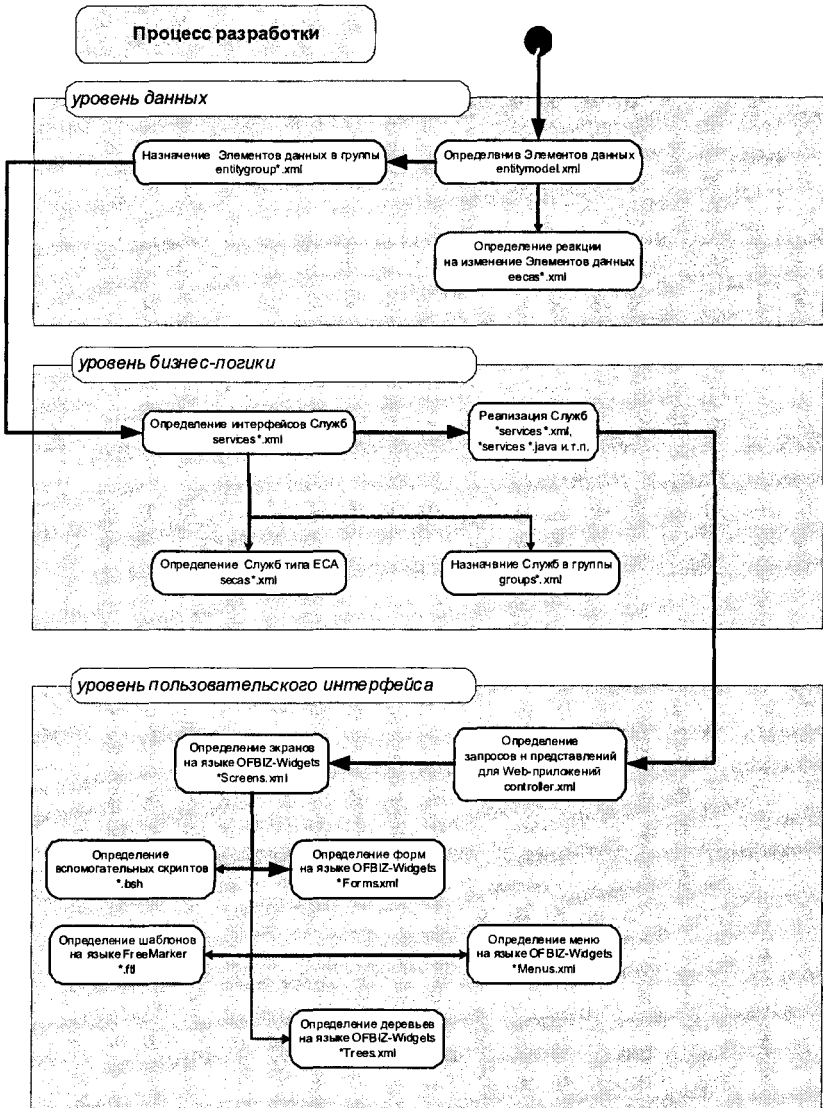 Процесс разработки
уровень данных
Назначение Элементов данных в группы
entitygroup*.xml
Определвнив Элементов данных
entitymodel.xml
Определение реакции
на изменение Элементов данных
eecas*.xml
уровень бизнес-логики
Определение интерфейсов Служб
services*.xml
Реализация Служб
*services*.xml,
*services*.java и.т.п.
Определение Служб типа ECA
secas*.xml
Назначвние Служб в группы
groups*.xml
уровень пользовательского интерфейса
Определение экранов
на языке OFBIZ-Widgets
*Screens.xml
Определение
запросов н представлений
для Web-приложений
controller.xml
Определение
вспомогательных скриптов
*.bsh
Определение форм
на языке OFBIZ-Widgets
*Forms.xml
Определение шаблонов
на языке FreeMarker
*.ftl
Определение меню
на языке OFBIZ-Widgets
*Menus.xml
Определение деревьев
на языке OFBIZ-Widgets
*Trees.xml